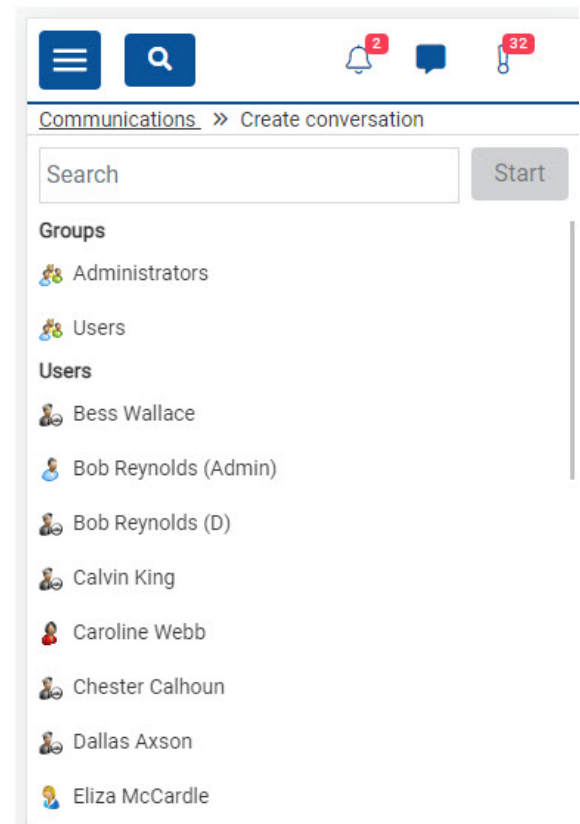 2
32
Communications » Create conversation
Search
Start
Groups
Administrators
Users
Users
Bess Wallace
Bob Reynolds (Admin)
Bob Reynolds (D)
Calvin King
Caroline Webb
Chester Calhoun
Dallas Axson
Eliza McCardle